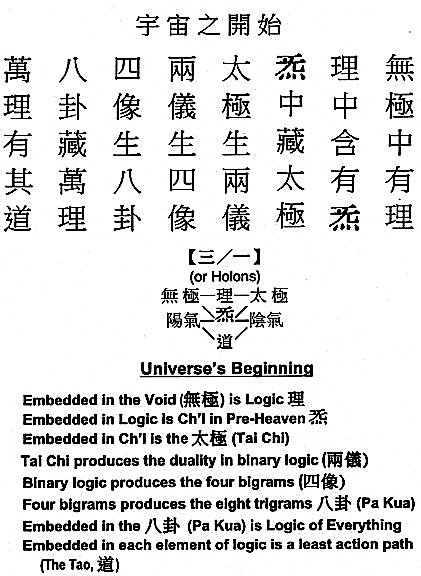 宇宙之開始
無極中有理
理中含有炁
炁中藏太極
太極生兩儀
兩儀生四像
四像生八卦
八卦藏萬理
萬理有其道
【三／一】
(or Holons)
無極—理—太極
陽氣—炁—陰氣
道
Universe's Beginning
Embedded in the Void (無極) is Logic 理
Embedded in Logic is Ch'I in Pre-Heaven 炁
Embedded in Ch'I is the 太極 (Tai Chi)
Tai Chi produces the duality in binary logic (兩儀)
Binary logic produces the four bigrams (四像)
Four bigrams produces the eight trigrams 八卦 (Pa Kua)
Embedded in the 八卦 (Pa Kua) is Logic of Everything
Embedded in each element of logic is a least action path
(The Tao, 道)